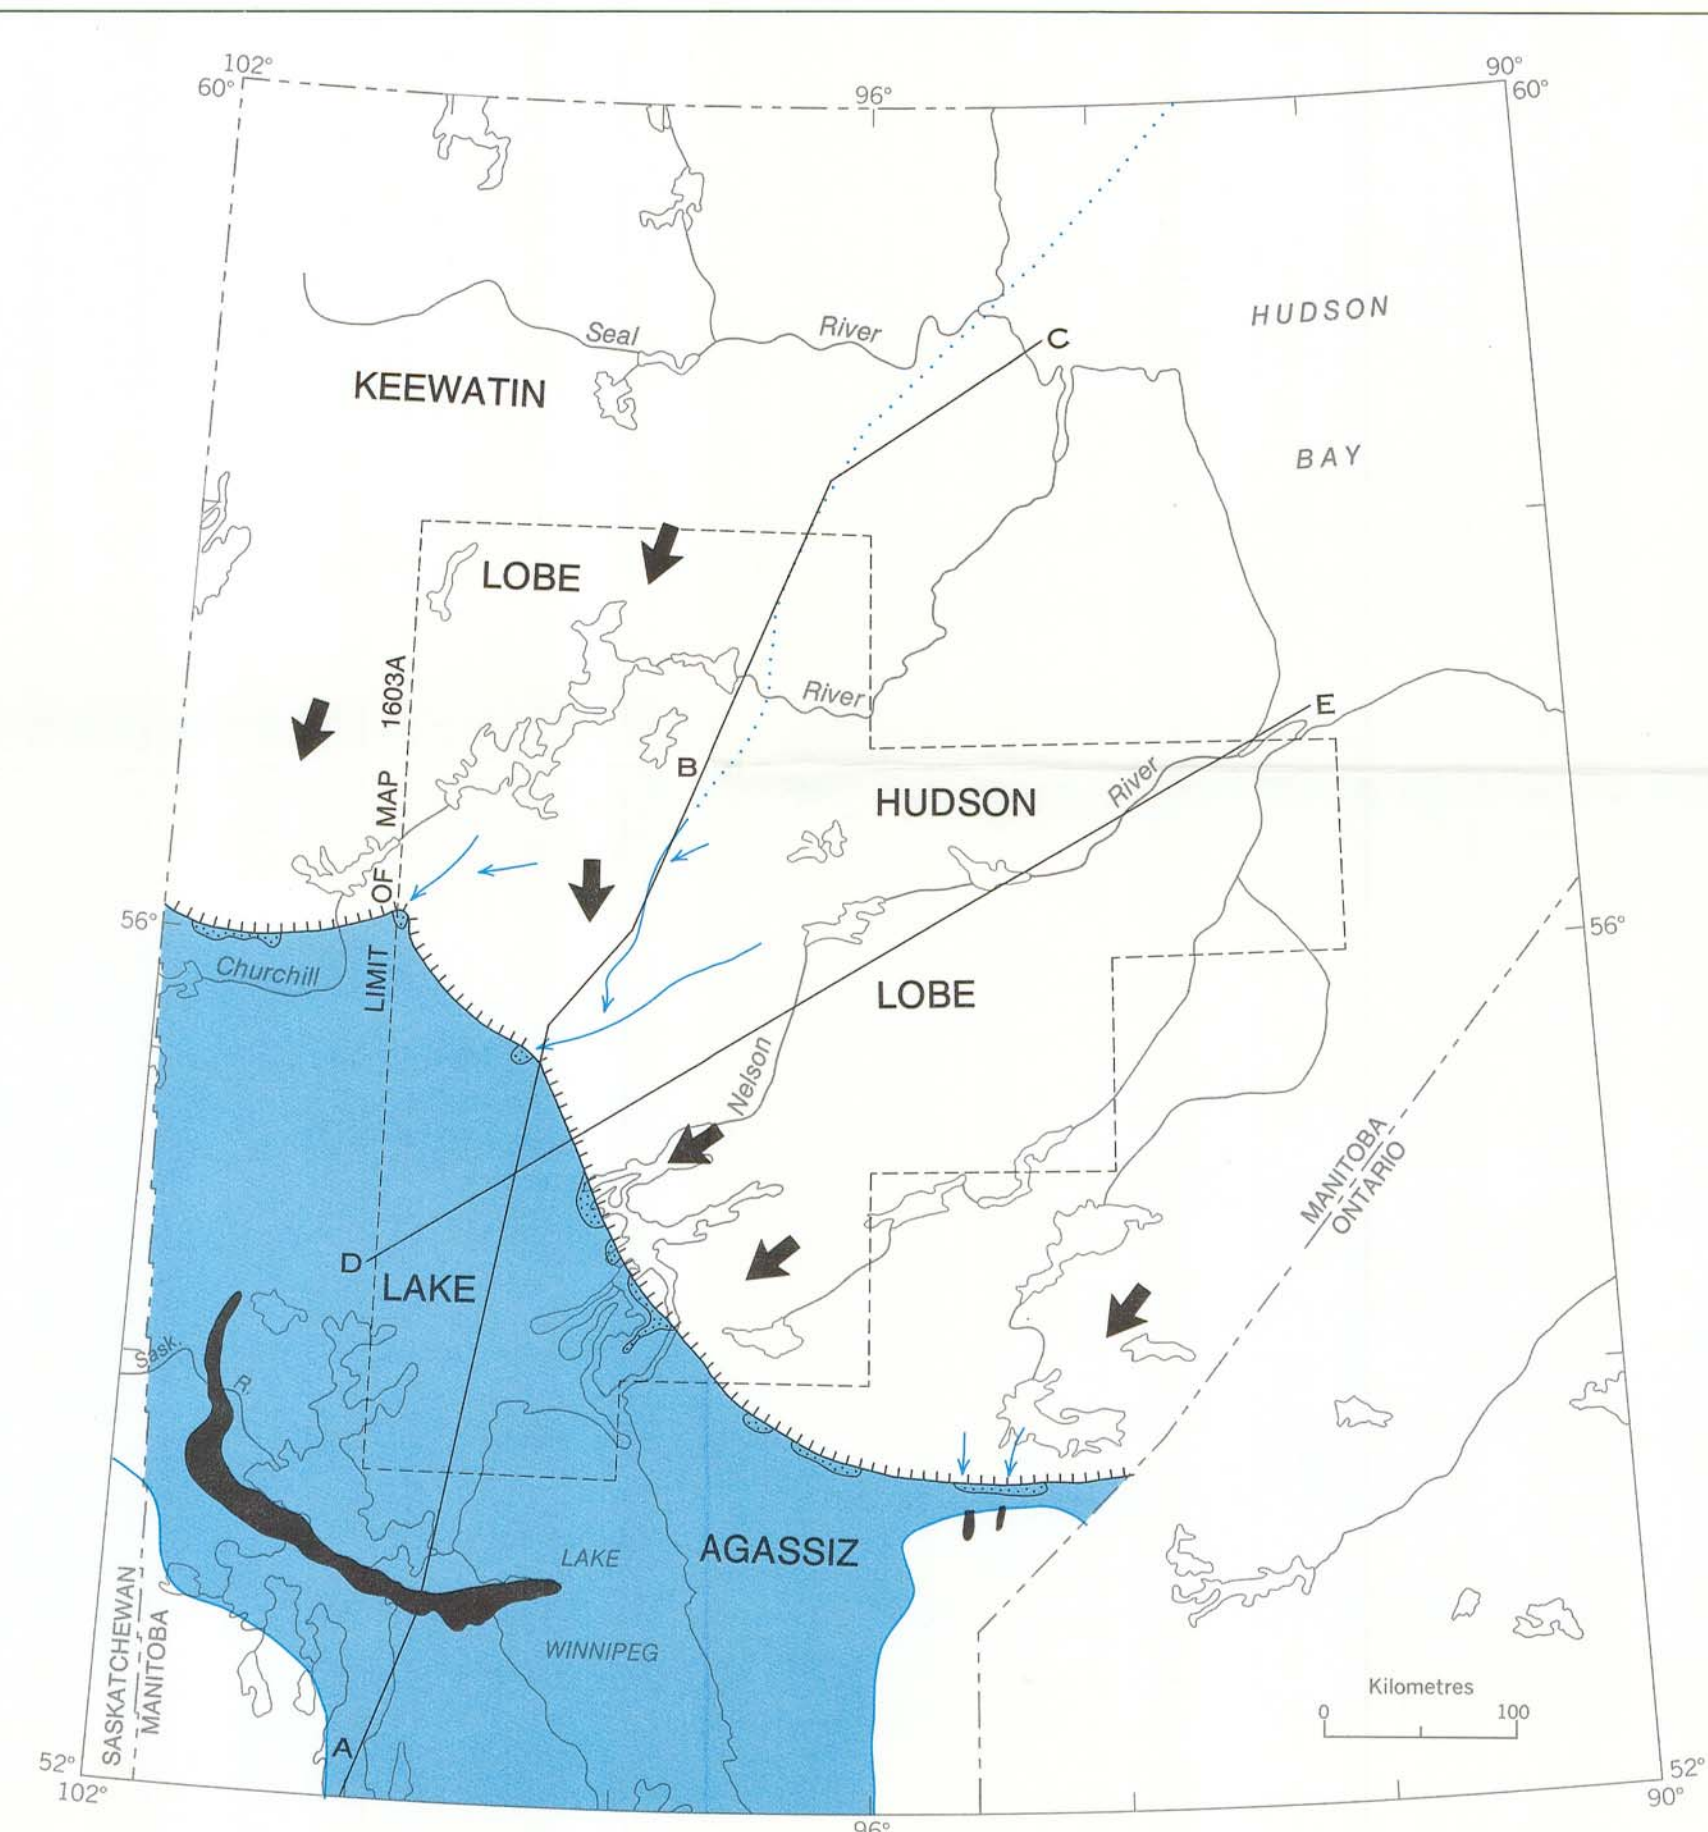 102°
60°
96°
90°
60°
HUDSON
Seal
River
C
KEEWATIN
BAY
LOBE
LIMIT OF MAP 1603A
River
E
B
HUDSON
River
56°
56°
Churchill
LOBE
Nelson
MANITOBA
ONTARIO
D
LAKE
Sask.
R.
AGASSIZ
LAKE
WINNIPEG
SASKATCHEWAN
MANITOBA
Kilometres
0 100
A
52°
102°
96°
52°
90°